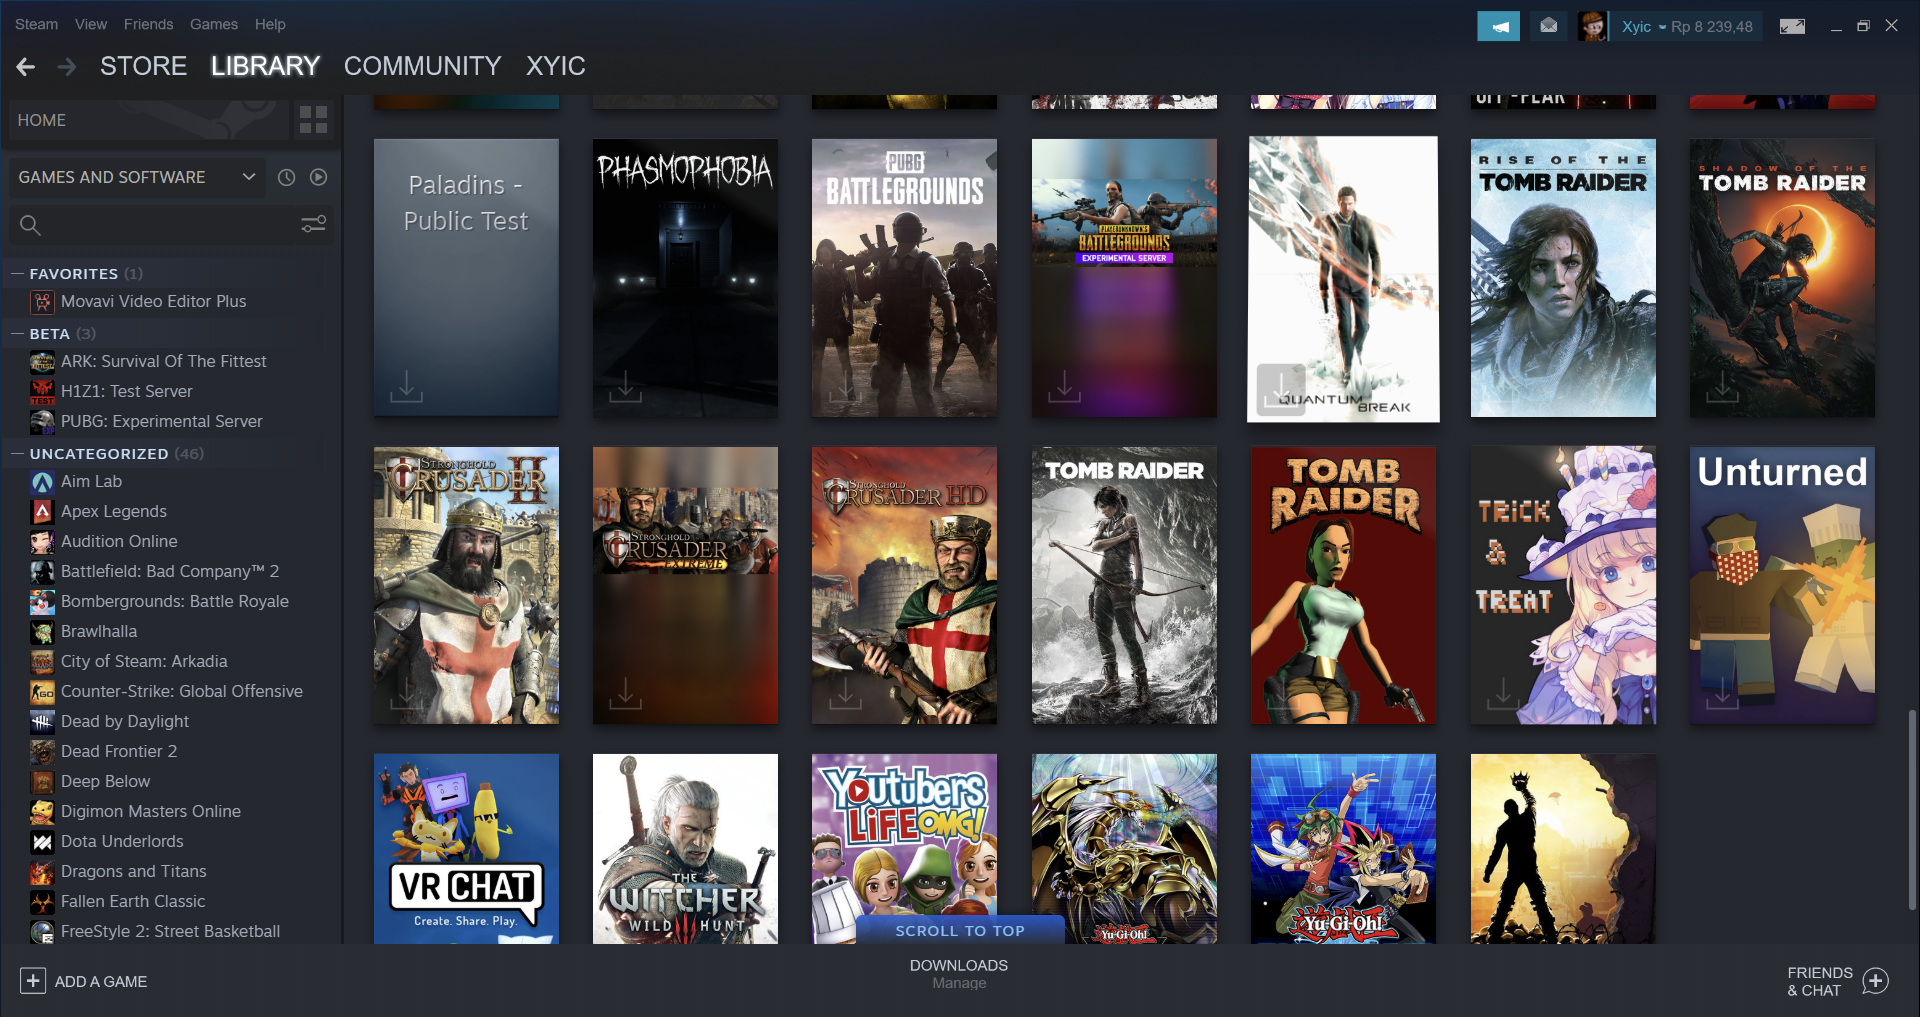 Steam View Friends Games Help
Xyic Rp 8 239,48
STORE LIBRARY COMMUNITY XYIC
HOME
GAMES AND SOFTWARE
FAVORITES (1)
Movavi Video Editor Plus
BETA (3)
ARK: Survival Of The Fittest
H1Z1: Test Server
PUBG: Experimental Server
UNCATEGORIZED (46)
Aim Lab
Apex Legends
Audition Online
Battlefield: Bad Company™ 2
Bombergrounds: Battle Royale
Brawlhalla
City of Steam: Arkadia
Counter-Strike: Global Offensive
Dead by Daylight
Dead Frontier 2
Deep Below
Digimon Masters Online
Dota Underlords
Dragons and Titans
Fallen Earth Classic
FreeStyle 2: Street Basketball
Paladins -
Public Test
PHASMOPHOBIA
PUBG
BATTLEGROUNDS
PLAYERUNKNOWN'S
BATTLEGROUNDS
EXPERIMENTAL SERVER
QUANTUM
BREAK
RISE OF THE
TOMB RAIDER
SHADOW OF THE
TOMB RAIDER
STRONGHOLD
CRUSADER II
STRONGHOLD
CRUSADER
EXTREME
STRONGHOLD
CRUSADER HD
TOMB RAIDER
TOMB
RAIDER
TRICK
&
TREAT
Unturned
VRCHAT
Create. Share. Play.
THE
WITCHER
WILD HUNT
Youtubers
LIFE OMG!
Yu-Gi-Oh!
Yu-Gi-Oh!
SCROLL TO TOP
ADD A GAME
DOWNLOADS
Manage
FRIENDS
& CHAT